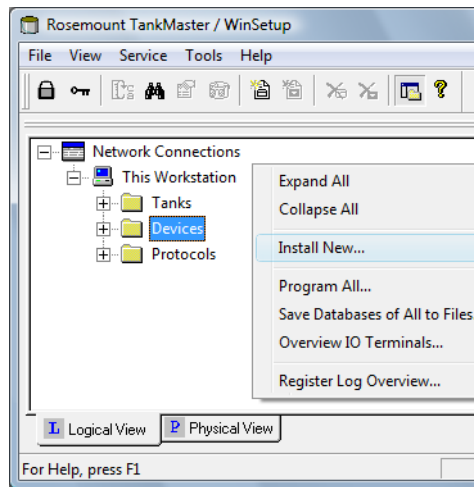 Rosemount TankMaster / WinSetup
File View Service Tools Help
Network Connections
This Workstation
Tanks
Devices
Protocols
Expand All
Collapse All
Install New...
Program All...
Save Databases of All to Files
Overview IO Terminals...
Register Log Overview...
L Logical View P Physical View
For Help, press F1